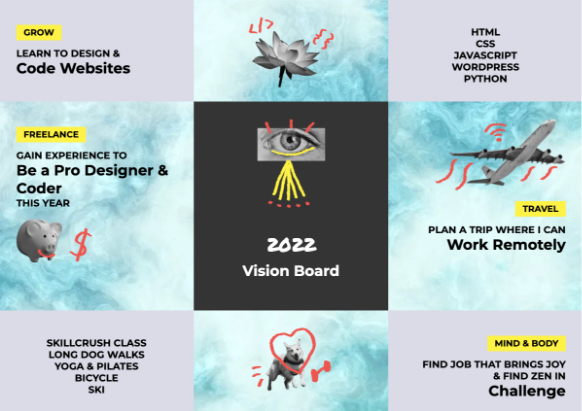 GROW
LEARN TO DESIGN &
Code Websites
</>
HTML
CSS
JAVASCRIPT
WORDPRESS
PYTHON
FREELANCE
GAIN EXPERIENCE TO
Be a Pro Designer &
Coder
THIS YEAR
$
2022
Vision Board
TRAVEL
PLAN A TRIP WHERE I CAN
Work Remotely
SKILLCRUSH CLASS
LONG DOG WALKS
YOGA & PILATES
BICYCLE
SKI
MIND & BODY
FIND JOB THAT BRINGS JOY
& FIND ZEN IN
Challenge